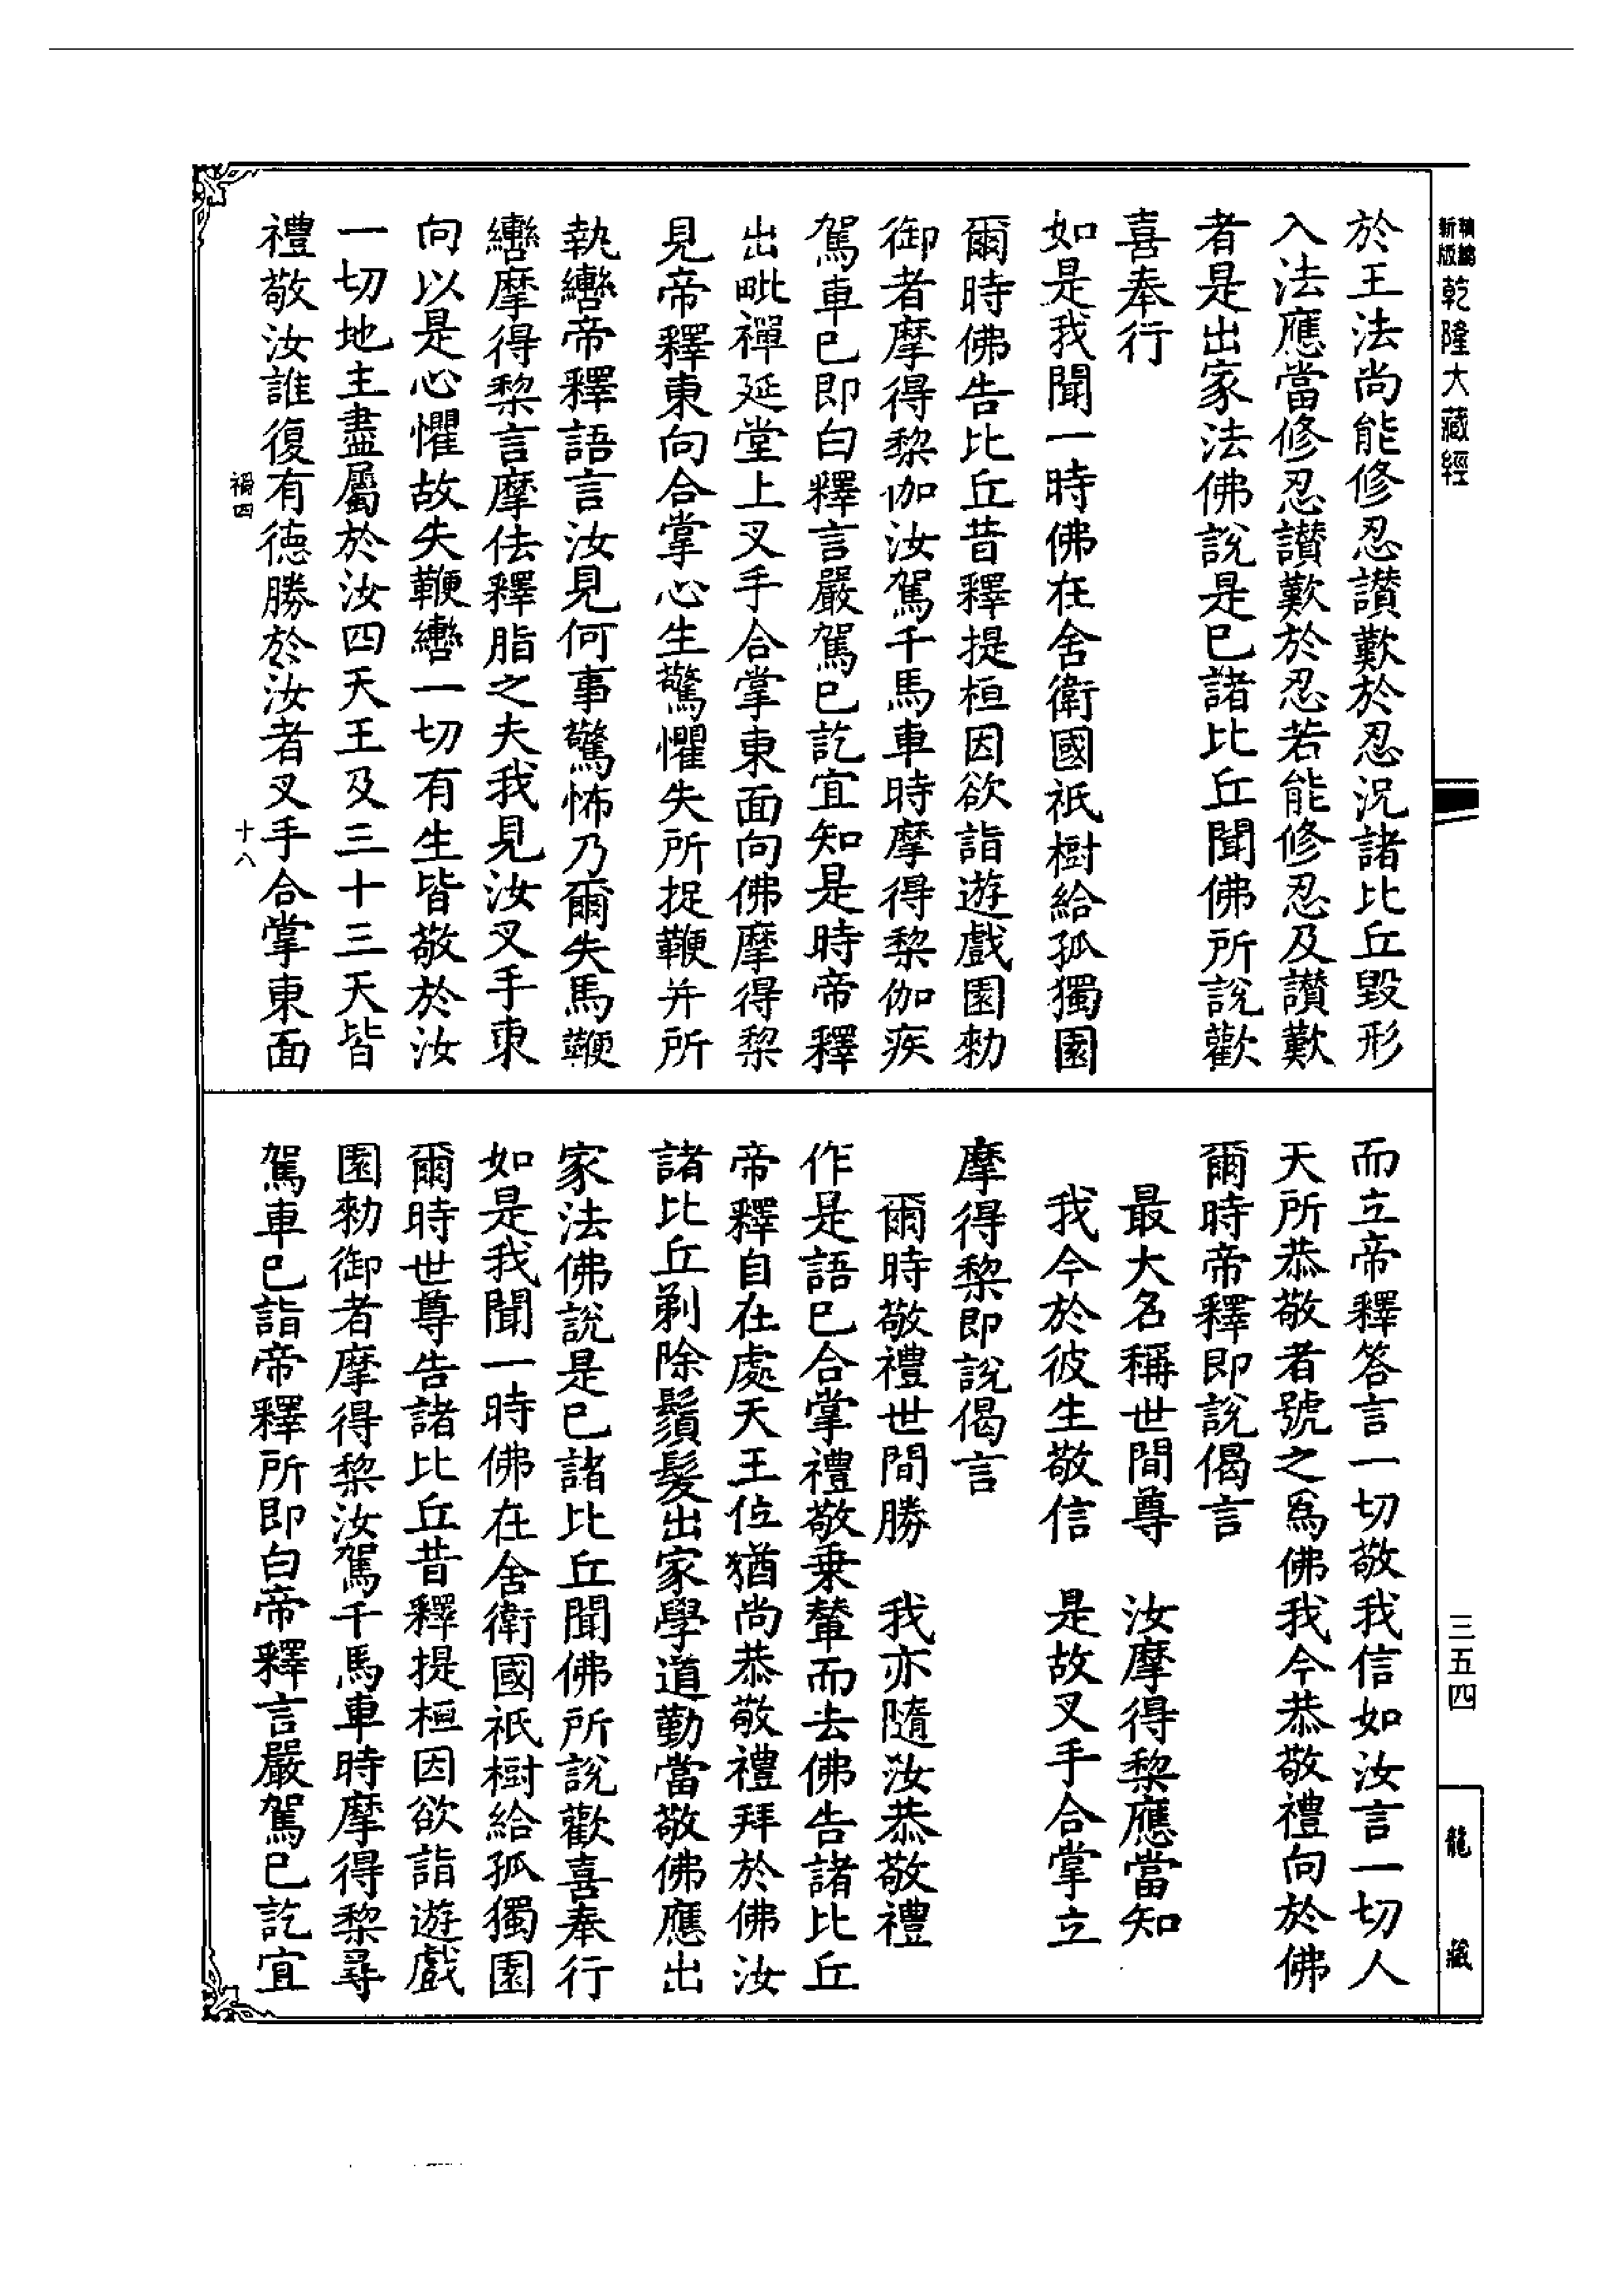 新版
精編
乾隆大藏經
於王法尚能修忍讃歎於忍況諸比丘毀形
入法應當修忍讃歎於忍若能修忍及讃歎
者是出家法佛說是已諸比丘聞佛所說歡
喜奉行
如是我聞一時佛在舍衛國祇樹給孤獨園
爾時佛告比丘昔釋提桓因欲詣遊戲園勑
御者摩得棃伽汝駕千馬車時摩得棃伽疾
駕車已即白釋言嚴駕已訖宜知是時帝釋
出毗禪延堂上叉手合掌東面向佛摩得棃
見帝釋東向合掌心生驚懼失所捉鞭并所
執轡帝釋語言汝見何事驚怖乃爾失馬鞭
轡摩得棃言摩佉釋脂之夫我見汝叉手東
向以是心懼故失鞭轡一切有生皆敬於汝
一切地主盡屬於汝四天王及三十三天皆
禮敬汝誰復有德勝於汝者叉手合掌東面
四
十八
而立帝釋答言一切敬我信如汝言一切人
天所恭敬者號之爲佛我今恭敬禮向於佛
爾時帝釋即說偈言
最大名稱世間尊　汝摩得棃應當知
我今於彼生敬信　是故叉手合掌立
摩得棃即說偈言
爾時敬禮世間勝　我亦隨汝恭敬禮
作是語已合掌禮敬乗輦而去佛告諸比丘
帝釋自在處天王位猶尚恭敬禮拜於佛汝
諸比丘剃除鬚髮出家學道勤當敬佛應出
家法佛說是已諸比丘聞佛所說歡喜奉行
如是我聞一時佛在舍衛國祇樹給孤獨園
爾時世尊告諸比丘昔釋提桓因欲詣遊戲
園勑御者摩得棃汝駕千馬車時摩得棃尋
駕車已詣帝釋所即白帝釋言嚴駕已訖宜
三五四
龍藏